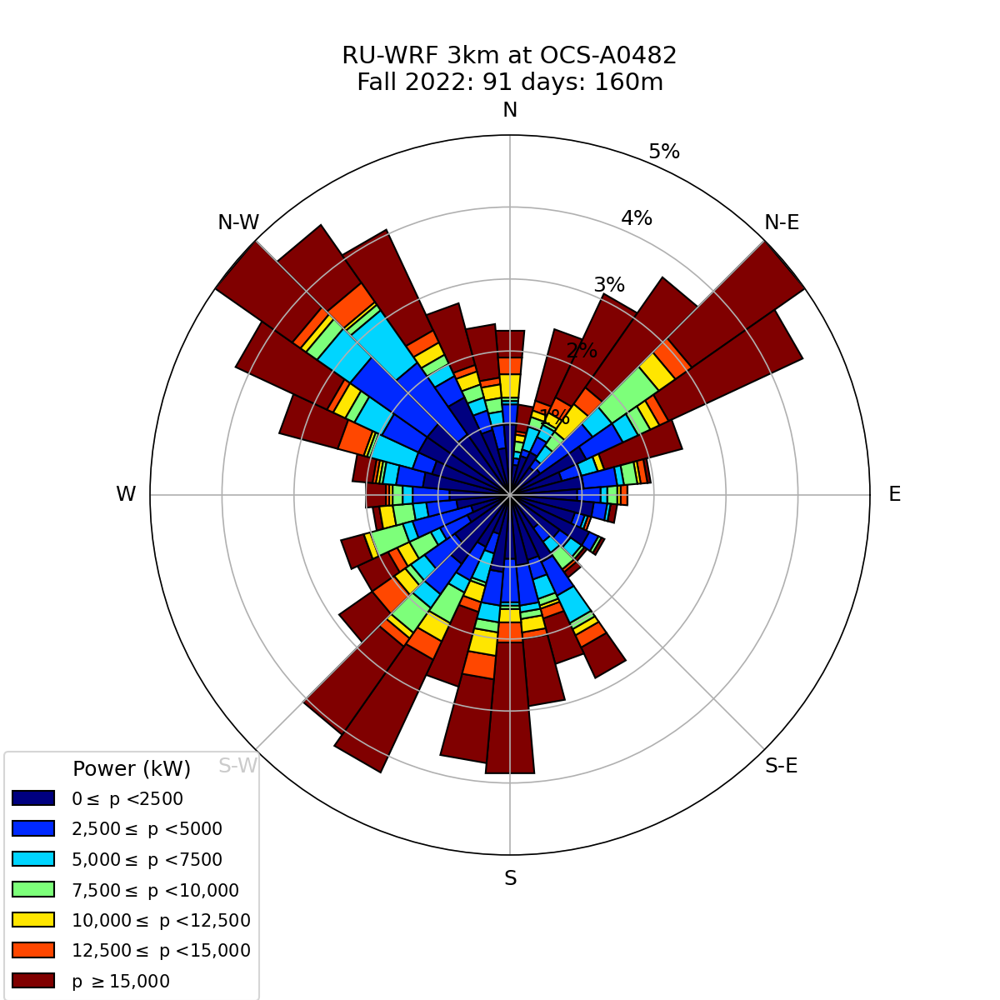 RU-WRF 3km at OCS-A0482
Fall 2022: 91 days: 160m
N
5%
N-W
4%
N-E
3%
2%
1%
W
E
S-W
S-E
S
Power (kW)
0≤ p <2500
2,500≤ p <5000
5,000≤ p <7500
7,500≤ p <10,000
10,000≤ p <12,500
12,500≤ p <15,000
p ≥15,000